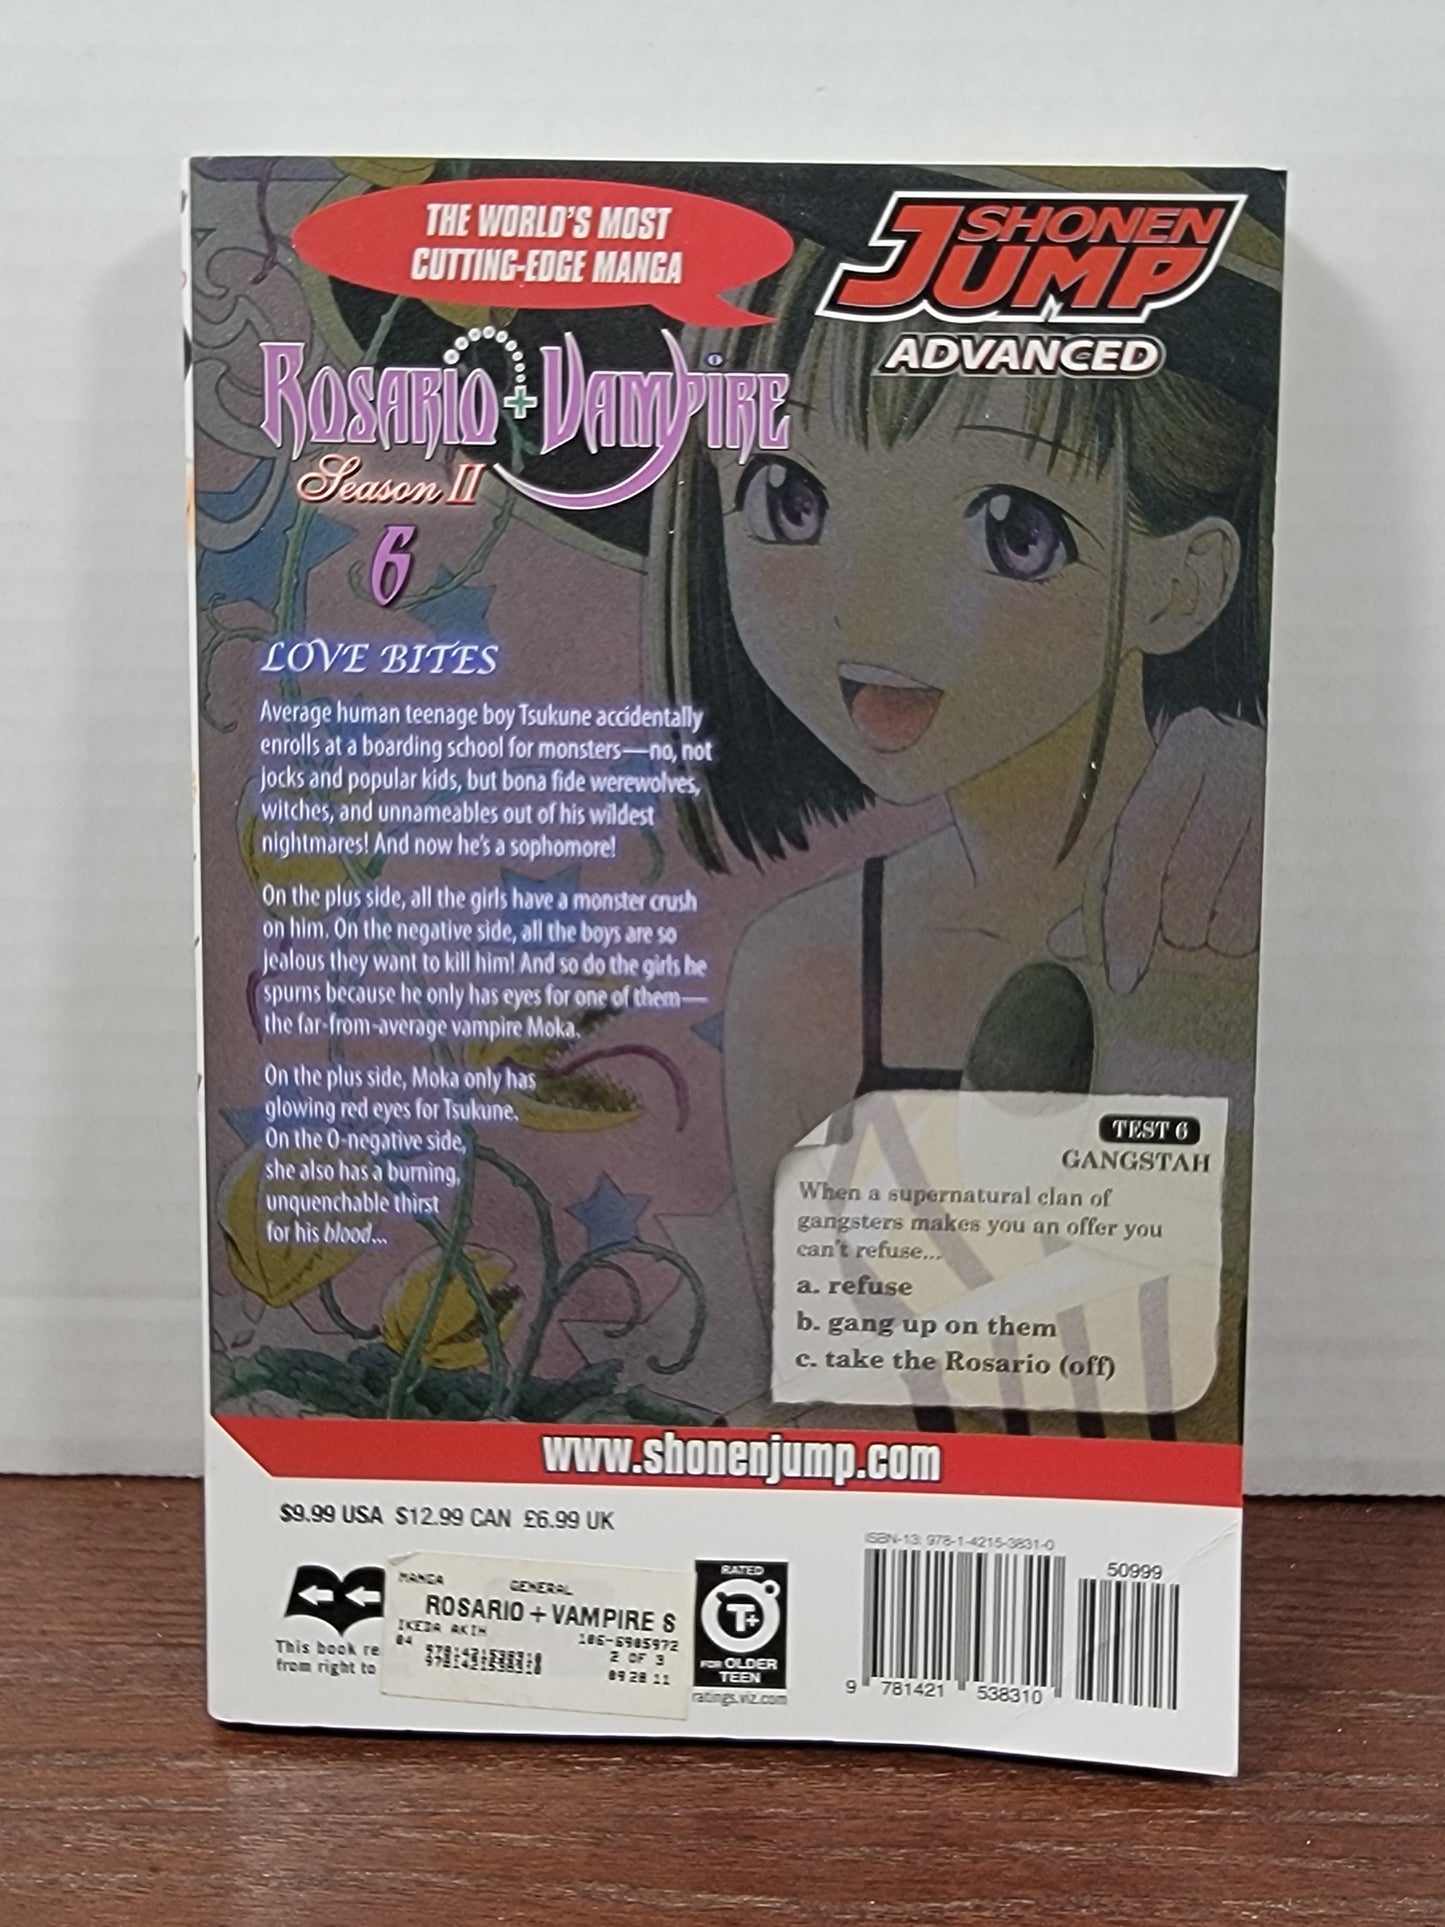 THE WORLD'S MOST
CUTTING-EDGE MANGA
SHONEN
JUMP
ADVANCED
ROSARIO+VAMPIRE
Season II
6
LOVE BITES
Average human teenage boy Tsukune accidentally
enrolls at a boarding school for monsters—no, not
jocks and popular kids, but bona fide werewolves,
witches, and unnameables out of his wildest
nightmares! And now he's a sophomore!
On the plus side, all the girls have a monster crush
on him. On the negative side, all the boys are so
jealous they want to kill him! And so do the girls he
spurns because he only has eyes for one of them—
the far-from-average vampire Moka.
On the plus side, Moka only has
glowing red eyes for Tsukune.
On the O-negative side,
she also has a burning,
unquenchable thirst
for his blood...
TEST 6
GANGSTAH
When a supernatural clan of
gangsters makes you an offer you
can't refuse...
a. refuse
b. gang up on them
c. take the Rosario (off)
www.shonenjump.com
$9.99 USA $12.99 CAN £6.99 UK
This book re
from right to
MANGA GENERAL
ROSARIO + VAMPIRE S
IKEDA AKIH
106-6905972
04 9781421538310
2 OF 3
9781421538310
09 28 11
RATED
T+
FOR OLDER
TEEN
ratings.viz.com
ISBN-13: 978-1-4215-3831-0
50999
9 781421 538310